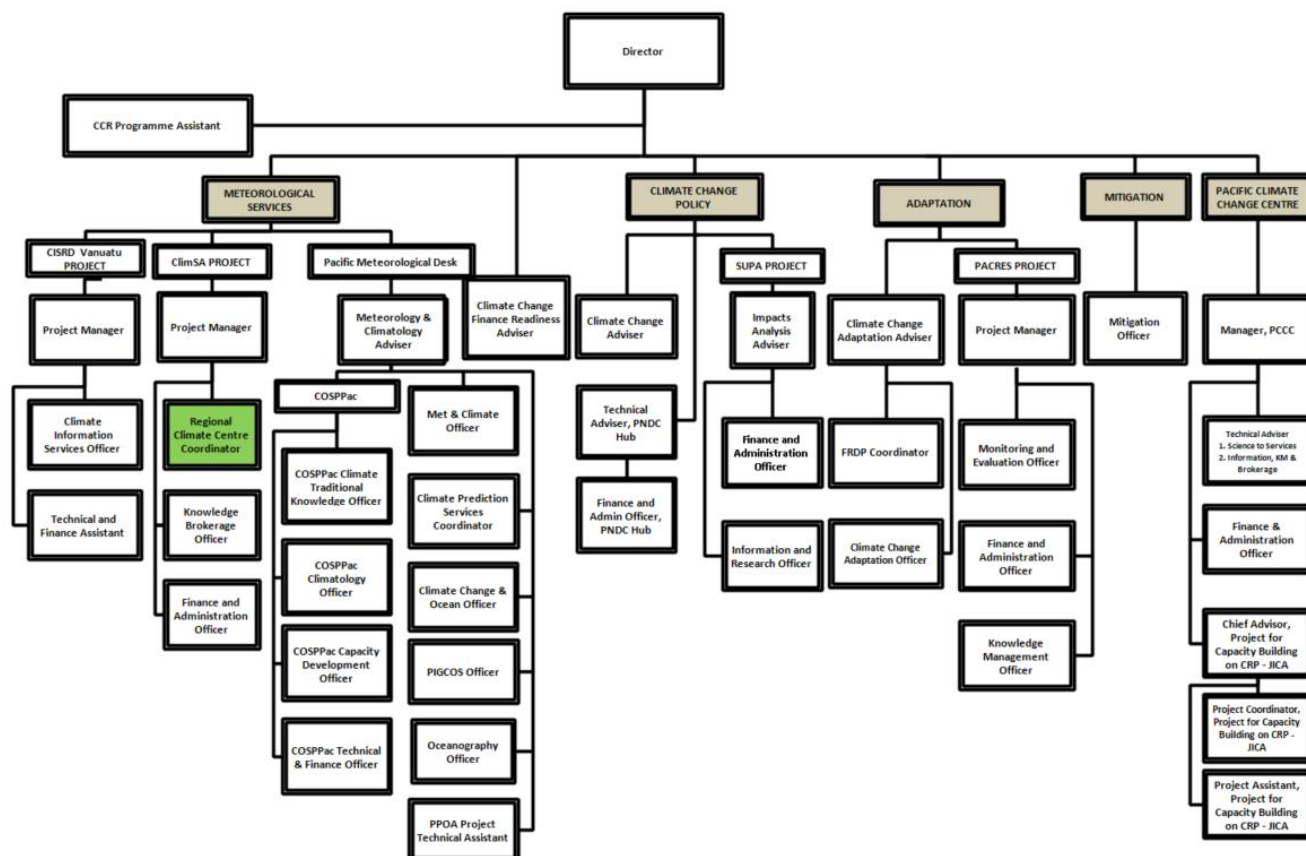 Director
CCR Programme Assistant
METEOROLOGICAL
SERVICES
CLIMATE CHANGE
POLICY
ADAPTATION
MITIGATION
PACIFIC CLIMATE
CHANGE CENTRE
CISRD Vanuatu
PROJECT
ClimSA PROJECT
Pacific Meteorological Desk
SUPA PROJECT
PACRES PROJECT
Project Manager
Project Manager
Meteorology &
Climatology
Adviser
Climate Change
Finance Readiness
Adviser
Climate Change
Adviser
Impacts
Analysis
Adviser
Climate Change
Adaptation Adviser
Project Manager
Mitigation
Officer
Manager, PCCC
Climate
Information
Services Officer
Regional
Climate Centre
Coordinator
COSPPac
Met & Climate
Officer
Technical
Adviser, PNDC
Hub
Finance and
Administration
Officer
FRDP Coordinator
Monitoring and
Evaluation Officer
Technical Adviser
1. Science to Services
2. Information, KM &
Brokerage
Technical and
Finance Assistant
Knowledge
Brokerage
Officer
COSPPac Climate
Traditional
Knowledge Officer
Climate Prediction
Services
Coordinator
Finance and
Admin Officer,
PNDC Hub
Information and
Research Officer
Climate Change
Adaptation Officer
Finance and
Administration
Officer
Finance &
Administration
Officer
Finance and
Administration
Officer
COSPPac
Climatology
Officer
Climate Change
& Ocean Officer
COSPPac Capacity
Development
Officer
PIGCOS Officer
Knowledge
Management
Officer
Chief Advisor,
Project for
Capacity Building
on CRP - JICA
COSPPac Technical
& Finance Officer
Oceanography
Officer
Project Coordinator,
Project for Capacity
Building on CRP -
JICA
PPOA Project
Technical Assistant
Project Assistant,
Project for
Capacity Building
on CRP - JICA